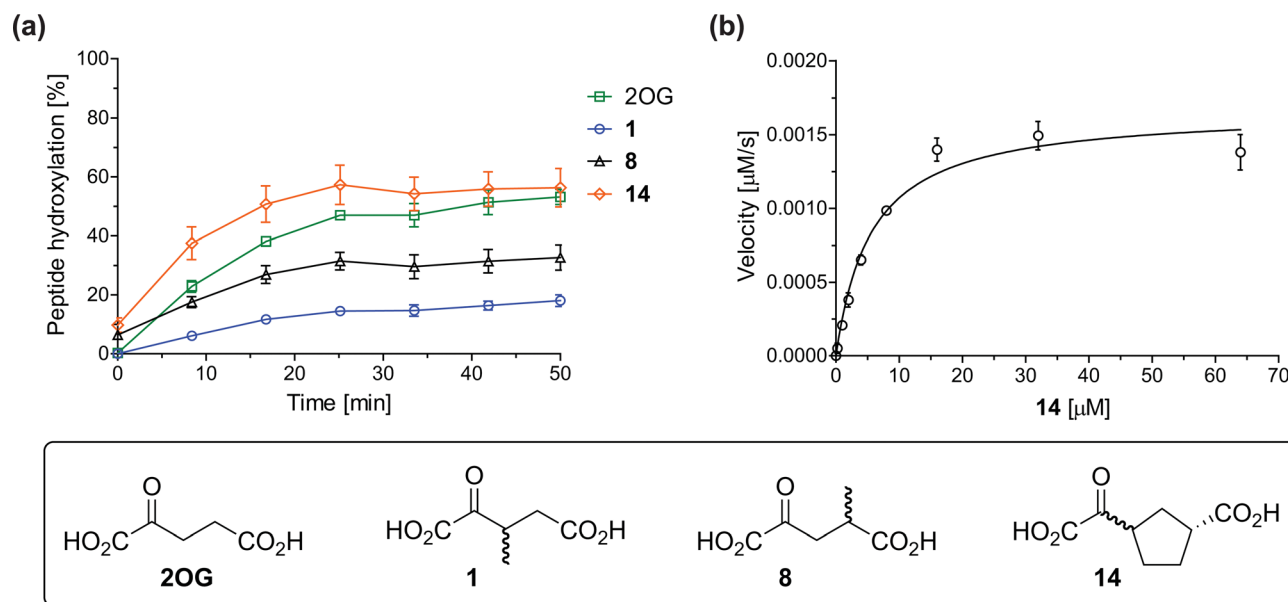 (a)
Peptide hydroxylation [%]
100
80
60
40
20
0
0 10 20 30 40 50
Time [min]
2OG
1
8
14
(b)
Velocity [µM/s]
0.0020
0.0015
0.0010
0.0005
0.0000
0 10 20 30 40 50 60 70
14 [µM]
O
HO2C CO2H
2OG
O
HO2C CO2H
1
O
HO2C CO2H
8
O
HO2C CO2H
14